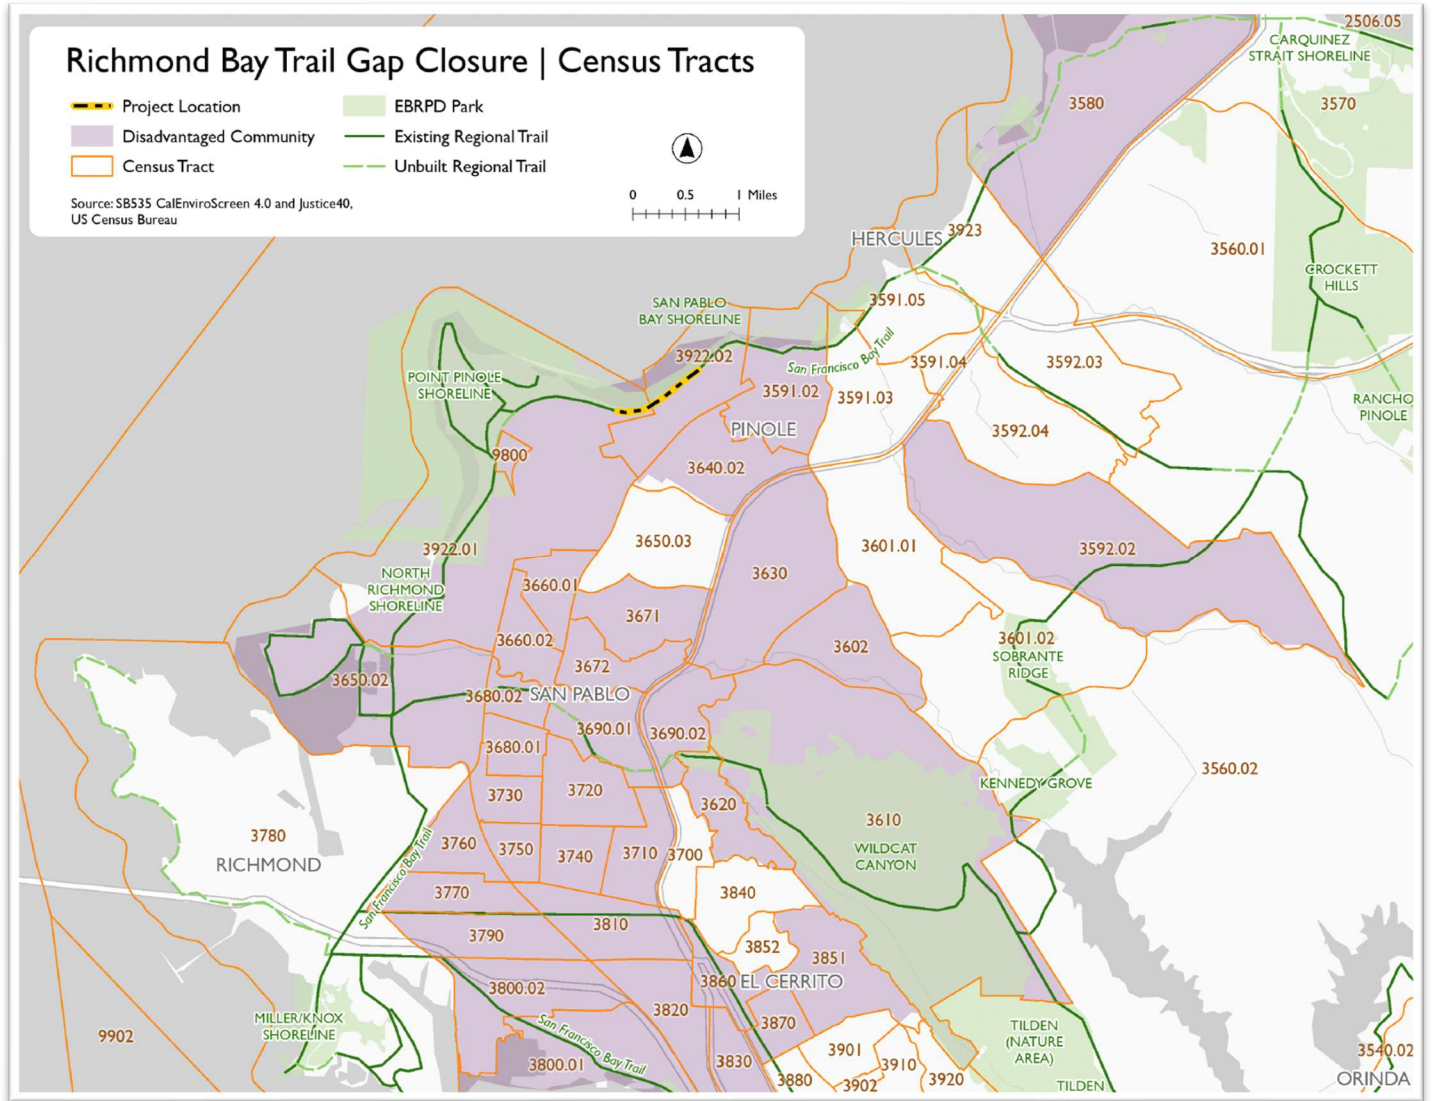 Richmond Bay Trail Gap Closure | Census Tracts
Project Location
EBRPD Park
Disadvantaged Community
Existing Regional Trail
Census Tract
Unbuilt Regional Trail
Source: SB535 CalEnviroScreen 4.0 and Justice40,
US Census Bureau
0 0.5 1 Miles
2506.05
CARQUINEZ
STRAIT SHORELINE
3580
3570
HERCULES
3923
3560.01
CROCKETT
HILLS
3591.05
SAN PABLO
BAY SHORELINE
San Francisco Bay Trail
3922.02
3591.04
3592.03
POINT PINOLE
SHORELINE
3591.02
3591.03
RANCHO
PINOLE
PINOLE
3592.04
9800
3640.02
3650.03
3601.01
3592.02
3922.01
NORTH
RICHMOND
SHORELINE
3660.01
3630
3671
3660.02
3602
3601.02
SOBRANTE
RIDGE
3672
3650.02
3680.02
SAN PABLO
3690.01
3690.02
3680.01
3560.02
KENNEDY GROVE
3730
3720
3620
3610
WILDCAT
CANYON
3780
RICHMOND
San Francisco Bay Trail
3760
3750
3740
3710
3700
3770
3840
3790
3810
3852
3851
3860
EL CERRITO
3800.02
3820
3870
MILLER/KNOX
SHORELINE
9902
San Francisco Bay Trail
3800.01
3830
3880
3901
3910
3902
3920
TILDEN
(NATURE
AREA)
TILDEN
3540.02
ORINDA